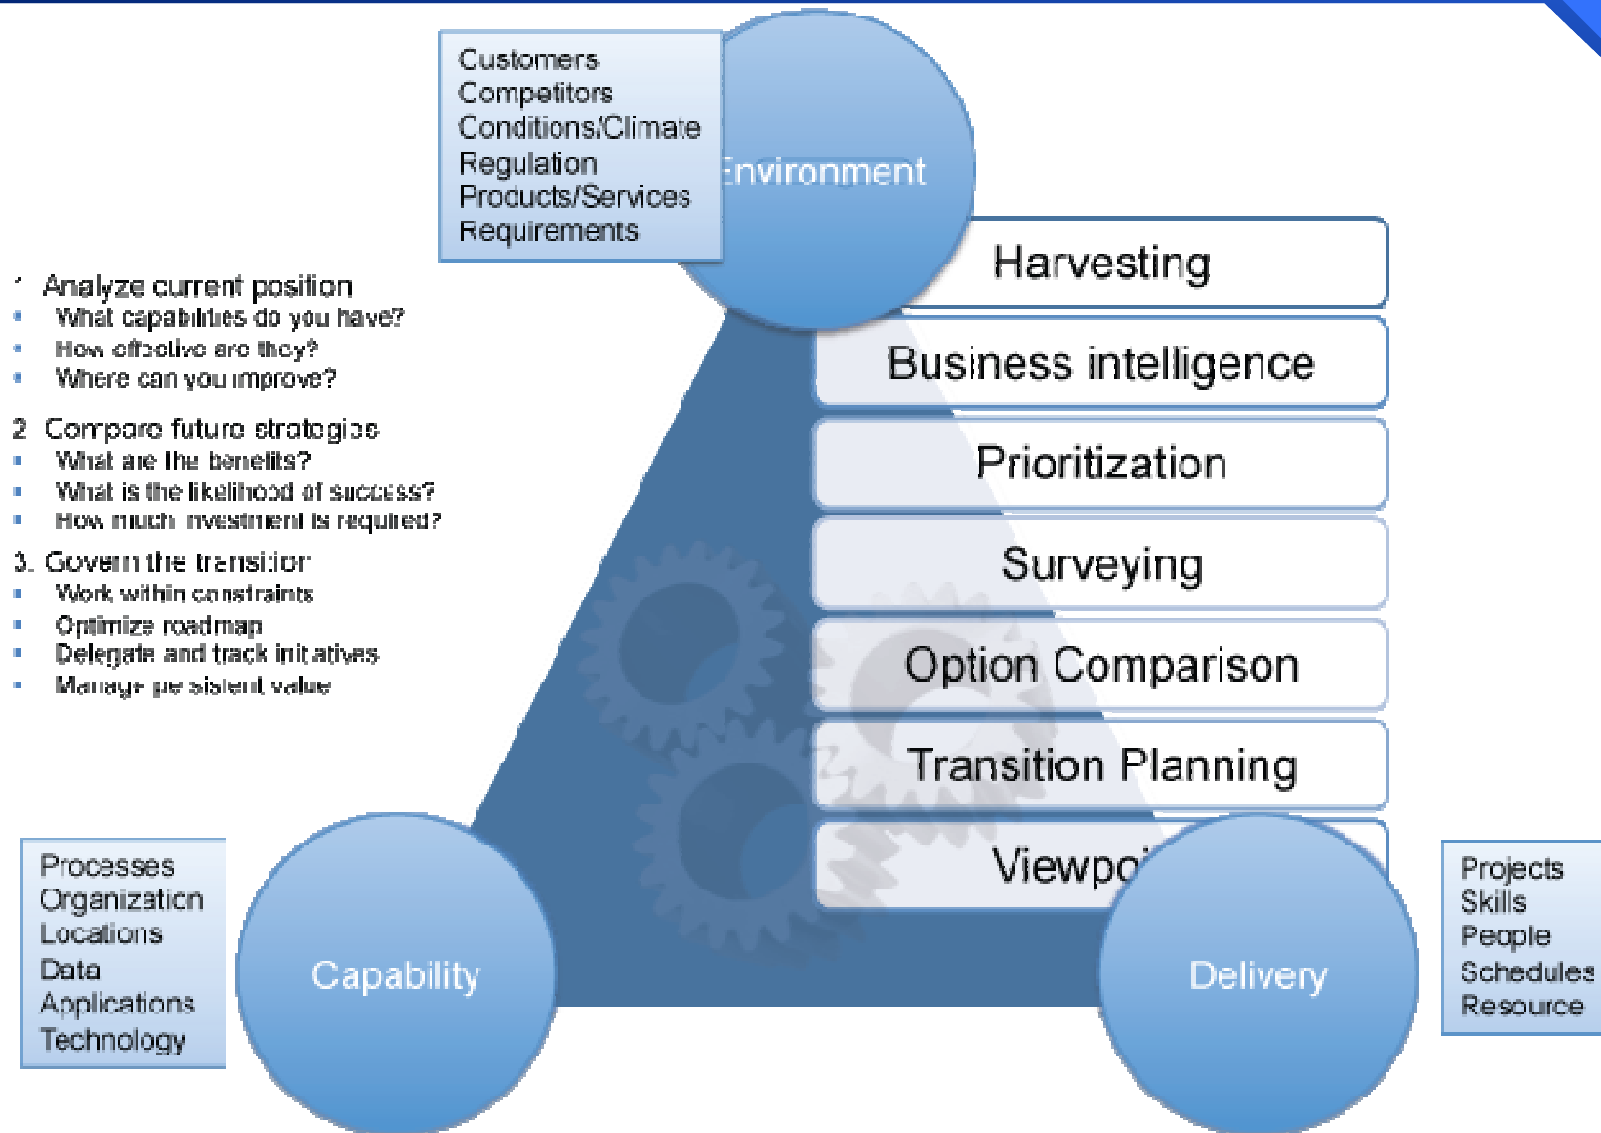 Customers
Competitors
Conditions/Climate
Regulation
Products/Services
Requirements
Environment
1 Analyze current position
What capabilities do you have?
How effective are they?
Where can you improve?
2 Compare future strategies
What are the benefits?
What is the likelihood of success?
How much investment is required?
3. Govern the transition
Work within constraints
Optimize roadmap
Delegate and track initiatives
Manage persistent value
Harvesting
Business intelligence
Prioritization
Surveying
Option Comparison
Transition Planning
Viewpoi
Processes
Organization
Locations
Data
Applications
Technology
Capability
Delivery
Projects
Skills
People
Schedules
Resource